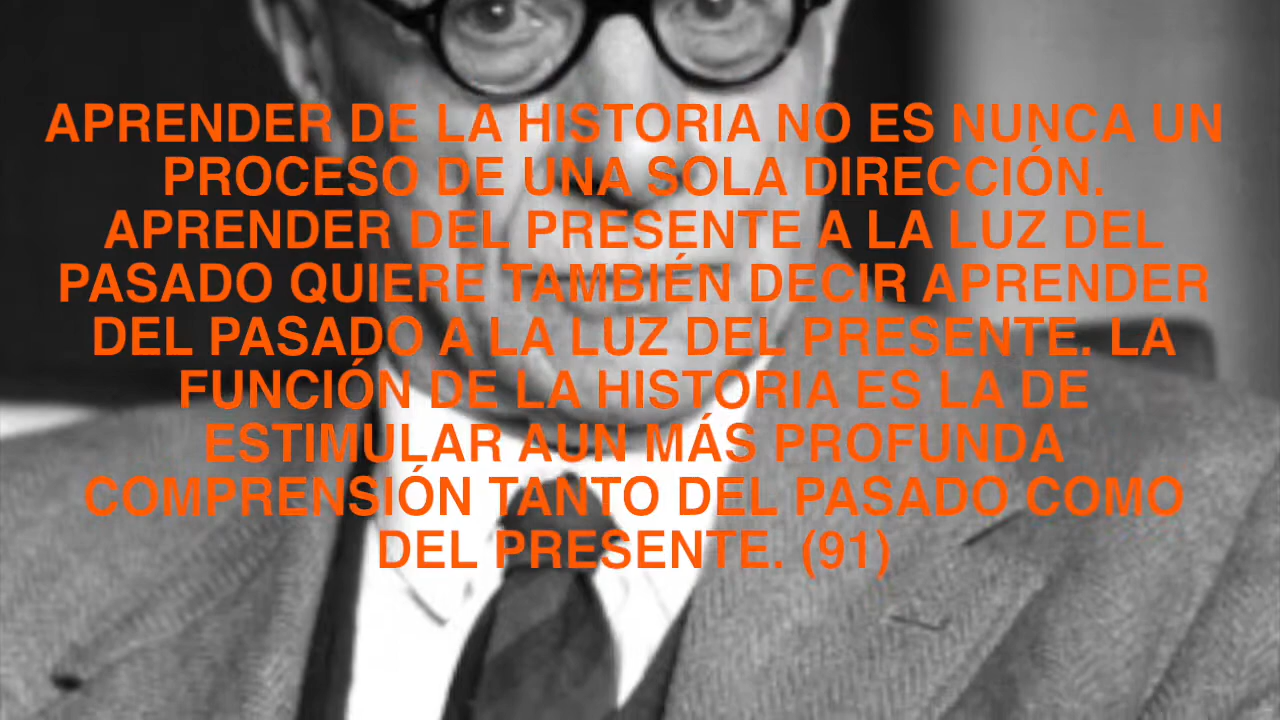 APRENDER DE LA HISTORIA NO ES NUNCA UN
PROCESO DE UNA SOLA DIRECCIÓN.
APRENDER DEL PRESENTE A LA LUZ DEL
PASADO QUIERE TAMBIÉN DECIR APRENDER
DEL PASADO A LA LUZ DEL PRESENTE. LA
FUNCIÓN DE LA HISTORIA ES LA DE
ESTIMULAR AUN MÁS PROFUNDA
COMPRENSIÓN TANTO DEL PASADO COMO
DEL PRESENTE. (91)